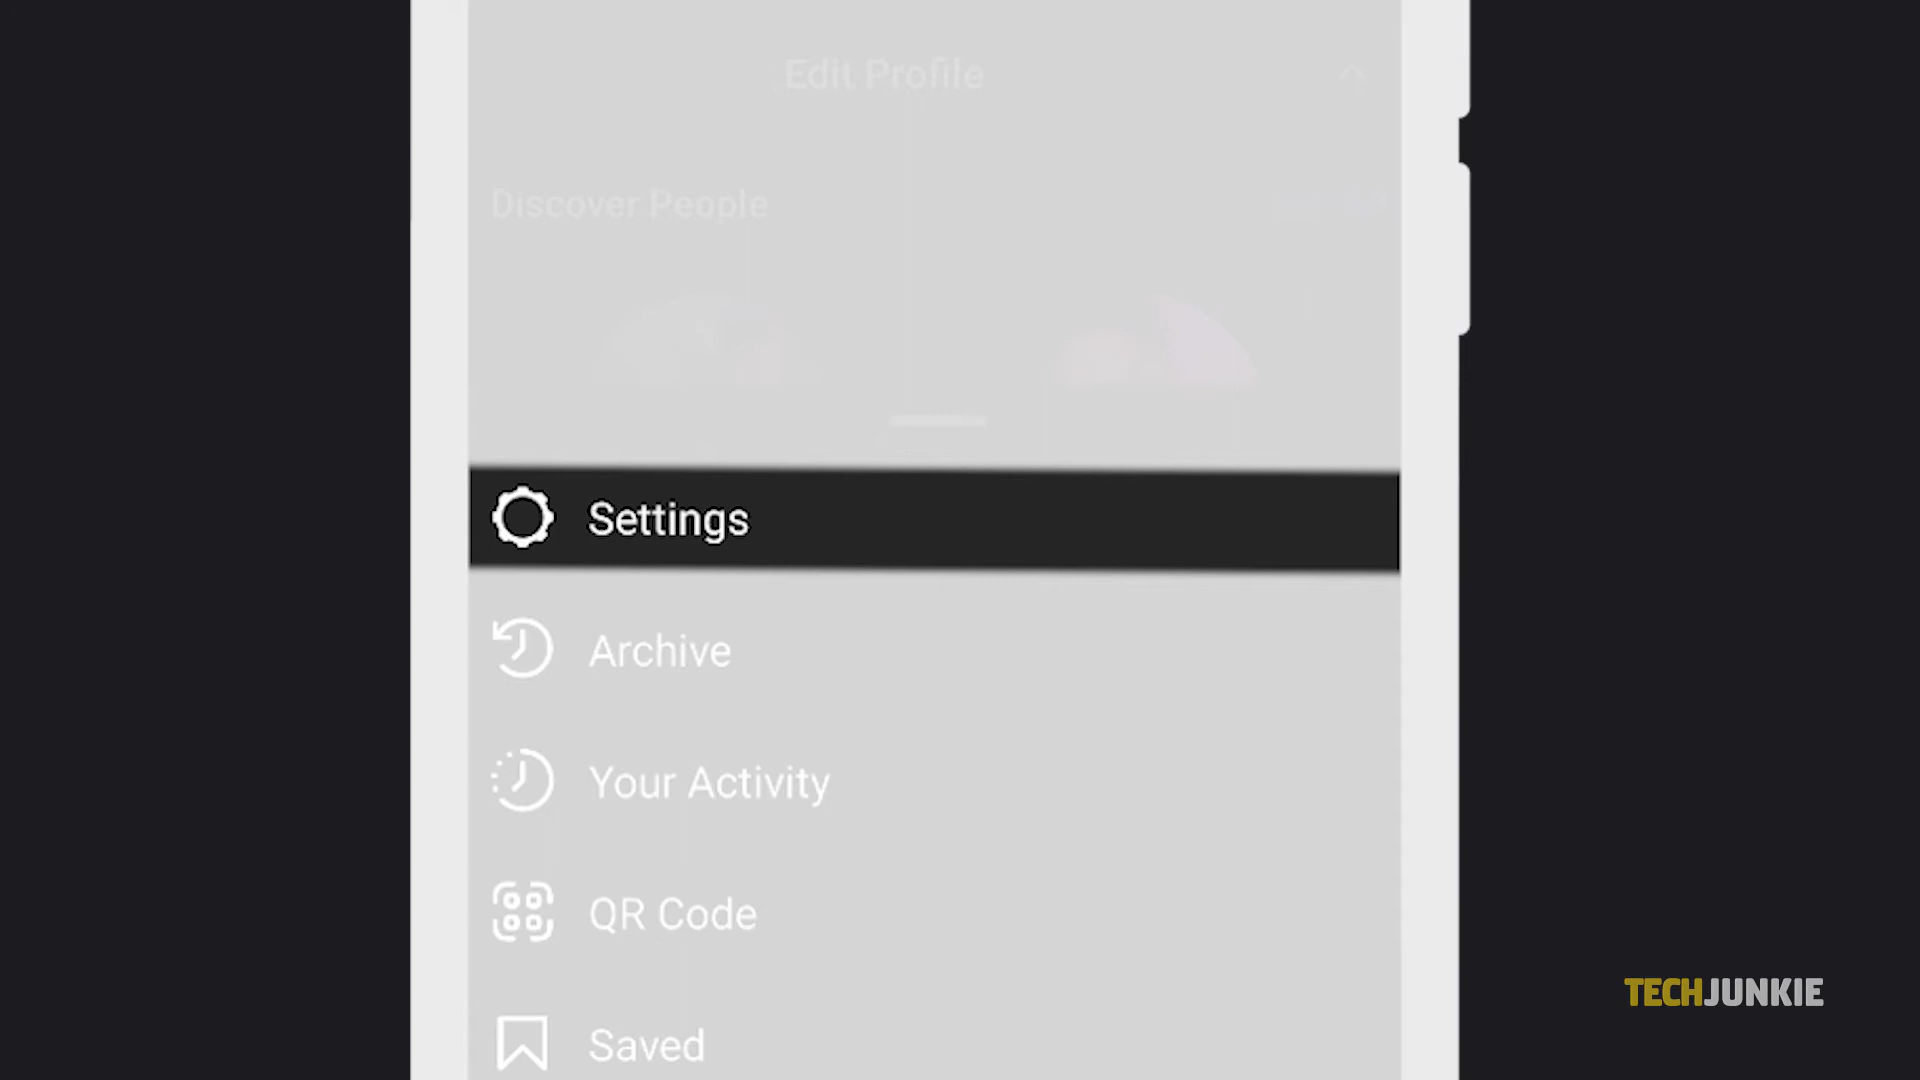 Edit Profile
Discover People
Settings
Archive
Your Activity
QR Code
Saved
TECHJUNKIE